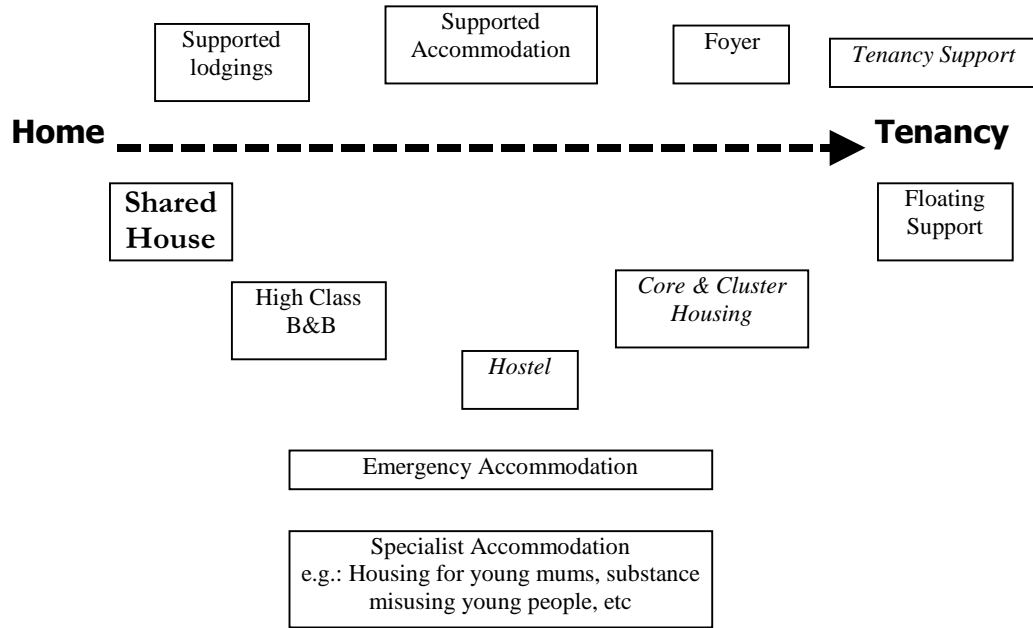 Supported
lodgings
Supported
Accommodation
Foyer
Tenancy Support
Home
Tenancy
Shared
House
Floating
Support
High Class
B&B
Core & Cluster
Housing
Hostel
Emergency Accommodation
Specialist Accommodation
e.g.: Housing for young mums, substance
misusing young people, etc